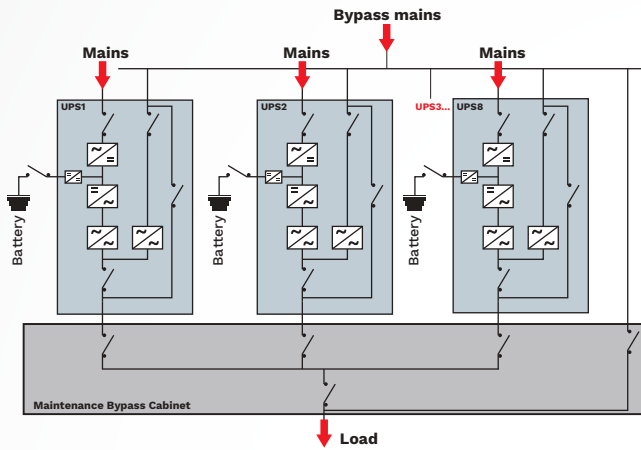 Bypass mains
Mains
Mains
Mains
UPS1
UPS2
UPS3...
UPS8
Battery
Battery
Battery
Maintenance Bypass Cabinet
Load